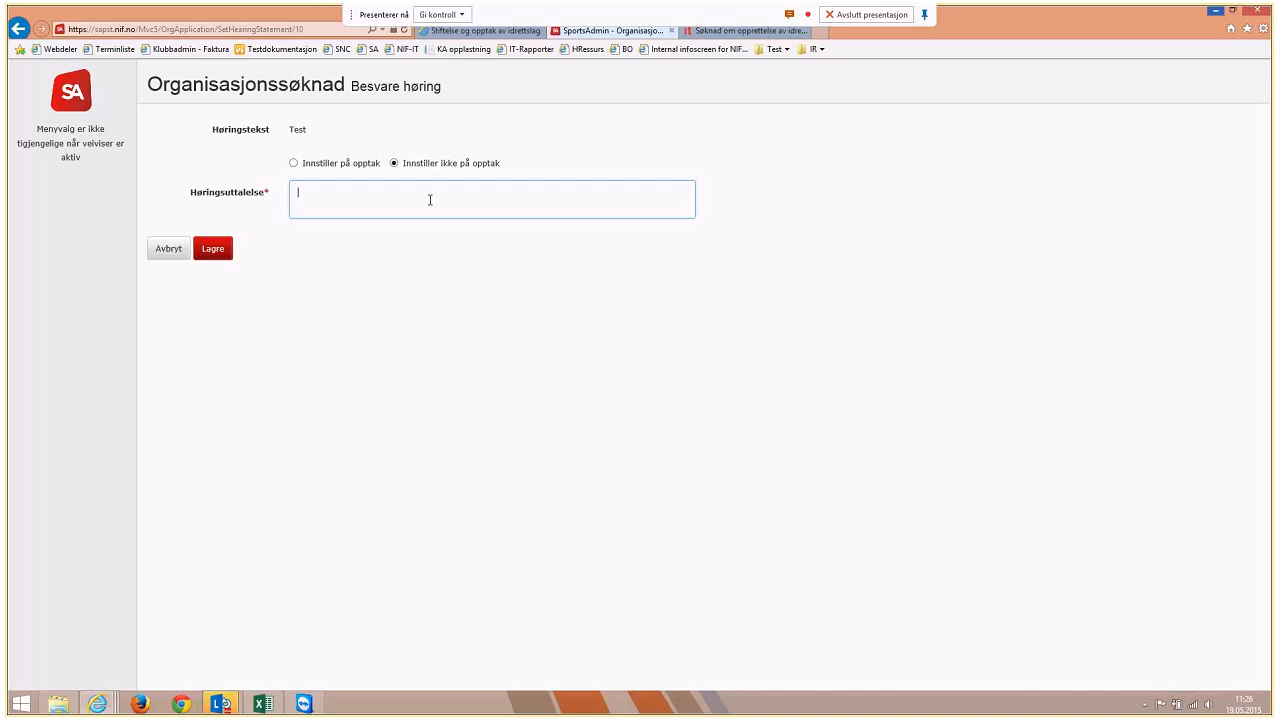 Presenterer nå
Gi kontroll
Avslutt presentasjon
https://sapst.nif.no/Mvc5/OrgApplication/SetHearingStatement/10
Stiftelse og opptak av idrettslag
SportsAdmin - Organisasjo...
Søknad om opprettelse av idre...
Webdeler
Terminliste
Klubbadmin - Faktura
Testdokumentasjon
SNC
SA
NIF-IT
KA opplastning
IT-Rapporter
HRessurs
BO
Internal infoscreen for NIF...
Test
IR
SA
Menyvalg er ikke
tigjengelige når veiviser er
aktiv
Organisasjonssøknad Besvare høring
Høringstekst Test
Innstiller på opptak Innstiller ikke på opptak
Høringsuttalelse*
Avbryt Lagre
11:26
19.05.2015